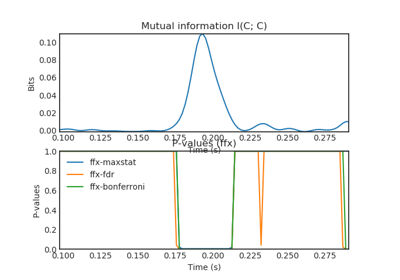 Mutual information I(C; C)
0.10
0.08
0.06
0.04
0.02
0.00
Bits
0.100 0.125 0.150 0.175 0.200 0.225 0.250 0.275
Time (s)
P-values (ffx)
1.0
0.8
0.6
0.4
0.2
0.0
P-values
ffx-maxstat
ffx-fdr
ffx-bonferroni
0.100 0.125 0.150 0.175 0.200 0.225 0.250 0.275
Time (s)